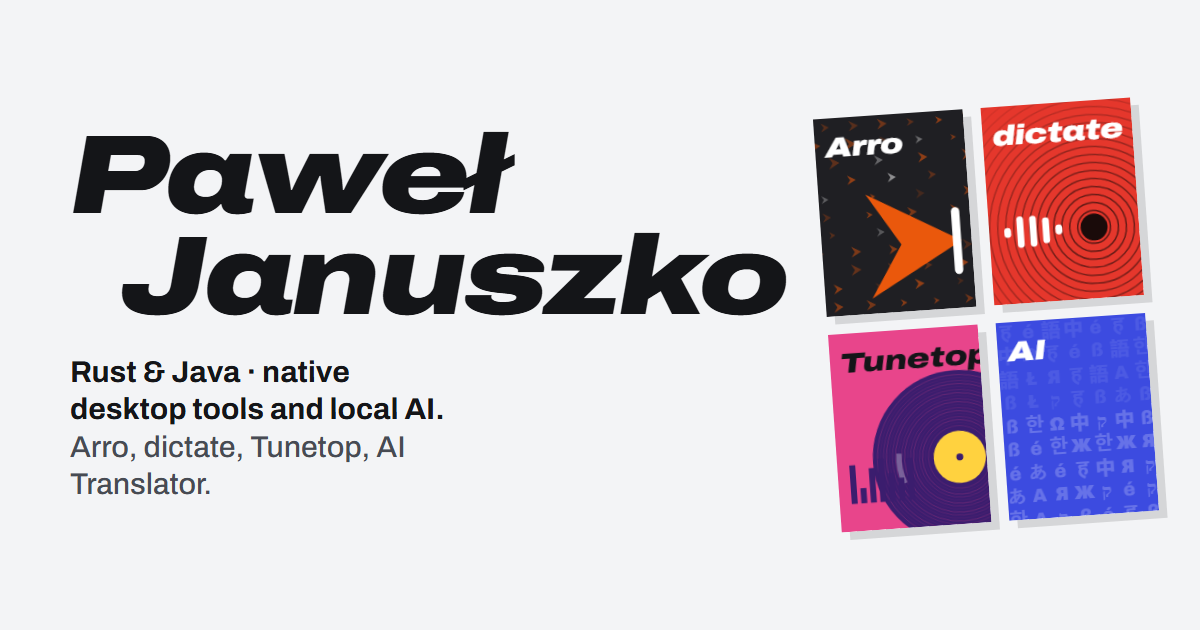 Paweł
Januszko
Rust & Java · native
desktop tools and local AI.
Arro, dictate, Tunetop, AI
Translator.
Arro
dictate
Tunetop
AI